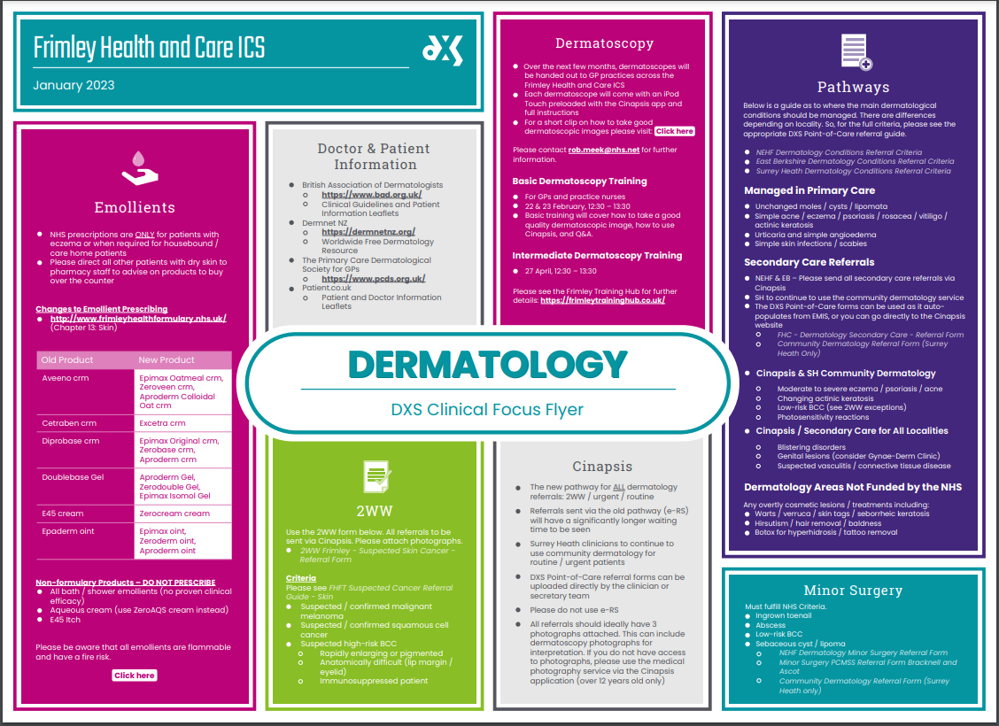 Frimley Health and Care ICS
dxs
January 2023
Emollients
● NHS prescriptions are ONLY for patients with
eczema or when required for housebound /
care home patients
● Please direct all other patients with dry skin to
pharmacy staff to advise on products to buy
over the counter
Changes to Emollient Prescribing
● http://www.frimleyhealthformulary.nhs.uk/
(Chapter 13: Skin)
Old Product New Product
Aveeno crm Epimax Oatmeal crm,
Zeroveen crm,
Aproderm Colloidal
Oat crm
Cetraben crm Excetra crm
Diprobase crm Epimax Original crm,
Zerobase crm,
Aproderm crm
Doublebase Gel Aproderm Gel,
Zerodouble Gel,
Epimax Isomol Gel
E45 cream Zerocream cream
Epaderm oint Epimax oint,
Zeroderm oint,
Aproderm oint
Non-formulary Products – DO NOT PRESCRIBE
● All bath / shower emollients (no proven clinical
efficacy)
● Aqueous cream (use ZeroAQS cream instead)
● E45 Itch
Please be aware that all emollients are flammable
and have a fire risk.
Click here
Doctor & Patient
Information
● British Association of Dermatologists
○ https://www.bad.org.uk/
○ Clinical Guidelines and Patient
Information Leaflets
● Dermnet NZ
○ https://dermnetnz.org/
○ Worldwide Free Dermatology
Resource
● The Primary Care Dermatological
Society for GPs
○ https://www.pcds.org.uk/
● Patient.co.uk
○ Patient and Doctor Information
Leaflets
DERMATOLOGY
DXS Clinical Focus Flyer
2WW
Use the 2WW form below. All referrals to be
sent via Cinapsis. Please attach photographs.
● 2WW Frimley - Suspected Skin Cancer -
Referral Form
Criteria
Please see FHFT Suspected Cancer Referral
Guide - Skin
● Suspected / confirmed malignant
melanoma
● Suspected / confirmed squamous cell
cancer
● Suspected high-risk BCC
○ Rapidly enlarging or pigmented
○ Anatomically difficult (lip margin /
eyelid)
○ Immunosuppressed patient
Dermatoscopy
● Over the next few months, dermatoscopes will
be handed out to GP practices across the
Frimley Health and Care ICS
● Each dermatoscope will come with an iPod
Touch preloaded with the Cinapsis app and
full instructions
● For a short clip on how to take good
dermatoscopic images please visit: Click here
Please contact rob.meek@nhs.net for further
information.
Basic Dermatoscopy Training
● For GPs and practice nurses
● 22 & 23 February, 12:30 – 13:30
● Basic training will cover how to take a good
quality dermatoscopic image, how to use
Cinapsis, and Q&A.
Intermediate Dermatoscopy Training
● 27 April, 12:30 – 13:30
Please see the Frimley Training Hub for further
details: https://frimleytraininghub.co.uk/
Cinapsis
● The new pathway for ALL dermatology
referrals: 2WW / urgent / routine
● Referrals sent via the old pathway (e-RS)
will have a significantly longer waiting
time to be seen
● Surrey Heath clinicians to continue to
use community dermatology for
routine / urgent patients
● DXS Point-of-Care referral forms can be
uploaded directly by the clinician or
secretary team
● Please do not use e-RS
● All referrals should ideally have 3
photographs attached. This can include
dermatoscopy photographs for
interpretation. If you do not have access
to photographs, please use the medical
photography service via the Cinapsis
application (over 12 years old only)
Pathways
Below is a guide as to where the main dermatological
conditions should be managed. There are differences
depending on locality. So, for the full criteria, please see the
appropriate DXS Point-of-Care referral guide.
● NEHF Dermatology Conditions Referral Criteria
● East Berkshire Dermatology Conditions Referral Criteria
● Surrey Heath Dermatology Conditions Referral Criteria
Managed in Primary Care
● Unchanged moles / cysts / lipomata
● Simple acne / eczema / psoriasis / rosacea / vitiligo /
actinic keratosis
● Urticaria and simple angioedema
● Simple skin infections / scabies
Secondary Care Referrals
● NEHF & EB – Please send all secondary care referrals via
Cinapsis
● SH to continue to use the community dermatology service
● The DXS Point-of-Care forms can be used as it auto-
populates from EMIS, or you can go directly to the Cinapsis
website
○ FHC - Dermatology Secondary Care - Referral Form
○ Community Dermatology Referral Form (Surrey
Heath Only)
● Cinapsis & SH Community Dermatology
○ Moderate to severe eczema / psoriasis / acne
○ Changing actinic keratosis
○ Low-risk BCC (see 2WW exceptions)
○ Photosensitivity reactions
● Cinapsis / Secondary Care for All Localities
○ Blistering disorders
○ Genital lesions (consider Gynae-Derm Clinic)
○ Suspected vasculitis / connective tissue disease
Dermatology Areas Not Funded by the NHS
Any overtly cosmetic lesions / treatments including:
● Warts / verruca / skin tags / seborrheic keratosis
● Hirsutism / hair removal / baldness
● Botox for hyperhidrosis / tattoo removal
Minor Surgery
Must fulfill NHS Criteria.
● Ingrown toenail
● Abscess
● Low-risk BCC
● Sebaceous cyst / lipoma
○ NEHF Dermatology Minor Surgery Referral Form
○ Minor Surgery PCMSS Referral Form Bracknell and
Ascot
○ Community Dermatology Referral Form (Surrey
Heath only)